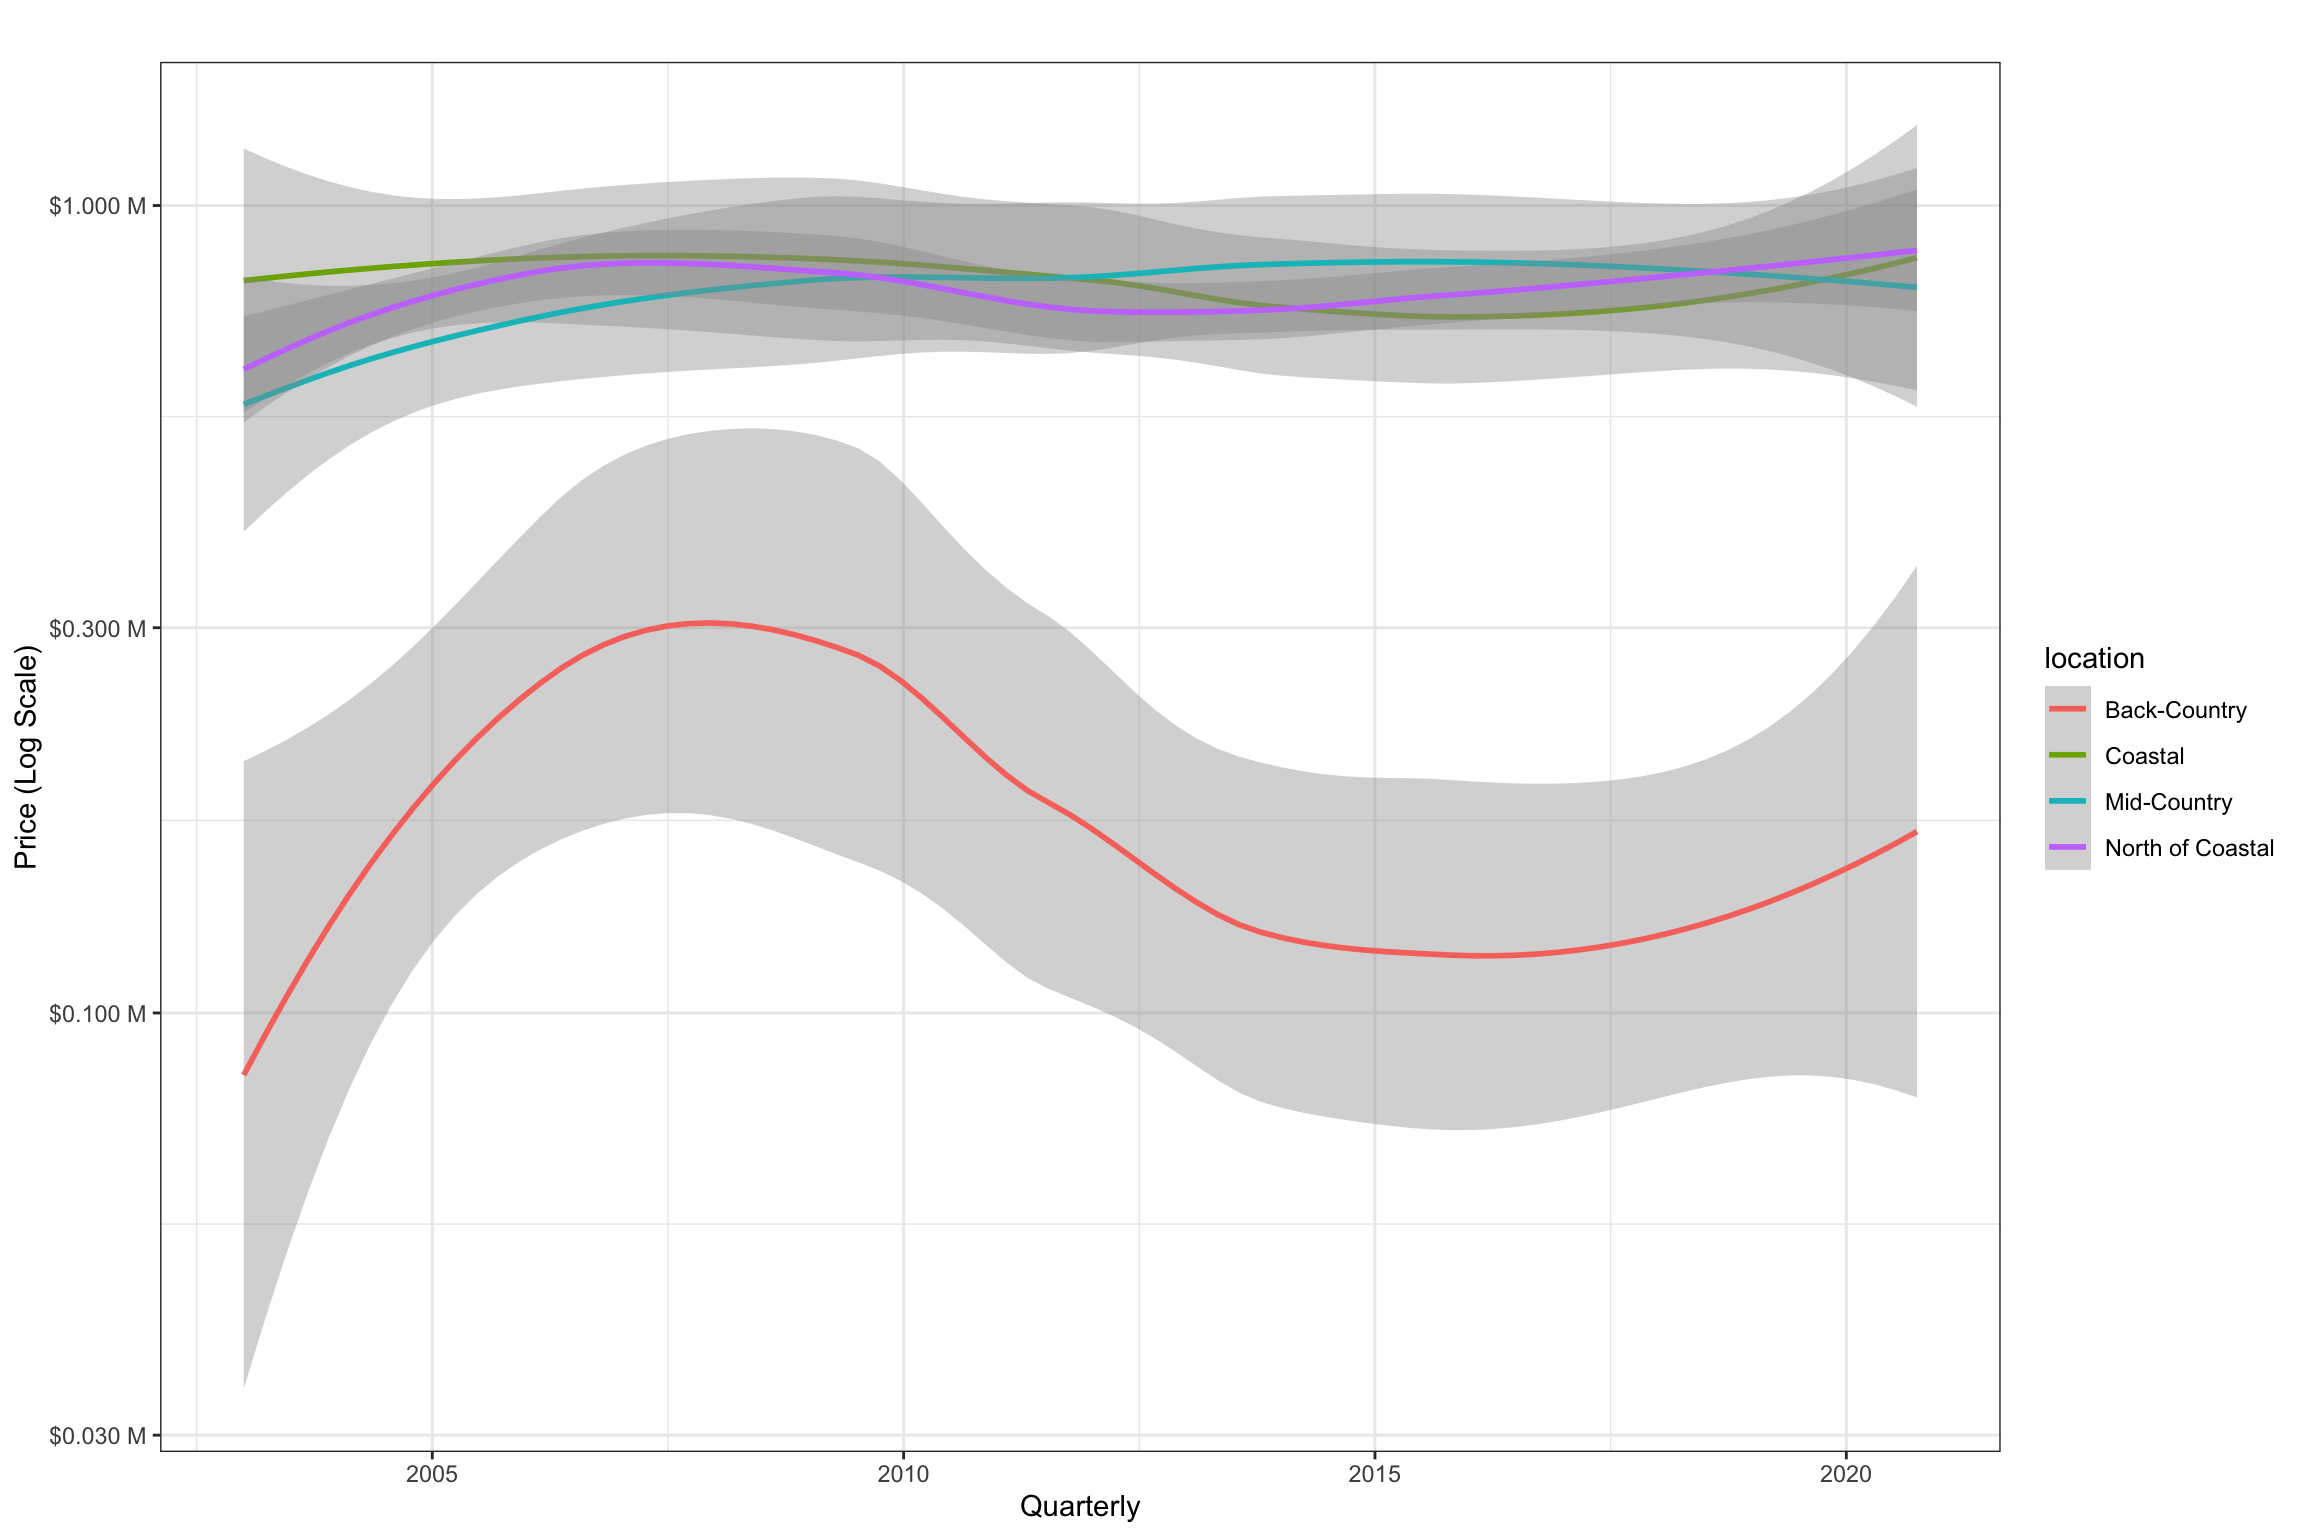 $1.000 M
$0.300 M
$0.100 M
$0.030 M
Price (Log Scale)
2005
2010
2015
2020
Quarterly
location
Back-Country
Coastal
Mid-Country
North of Coastal